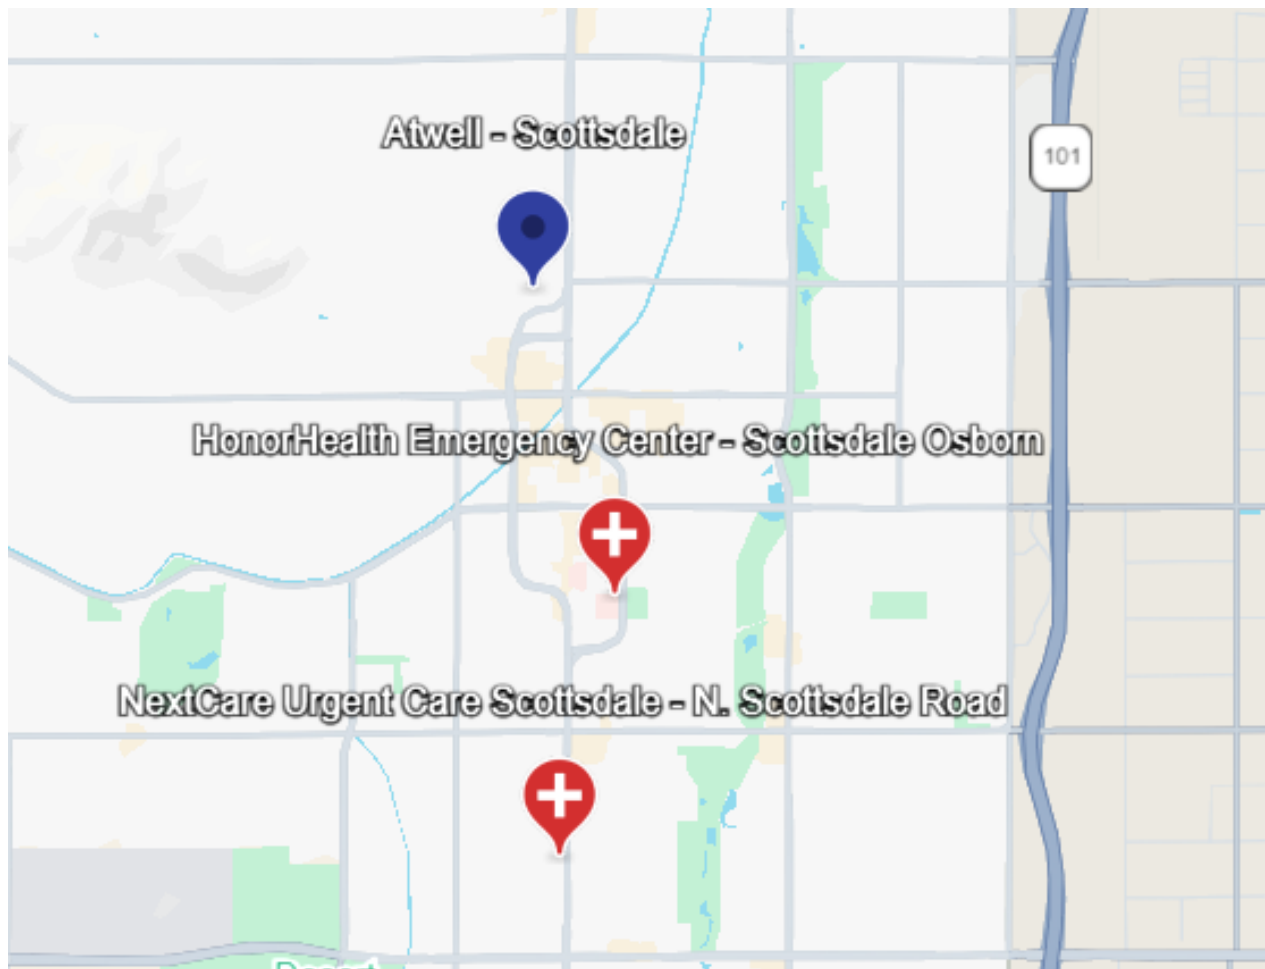 Atwell - Scottsdale
101
HonorHealth Emergency Center - Scottsdale Osborn
NextCare Urgent Care Scottsdale - N. Scottsdale Road